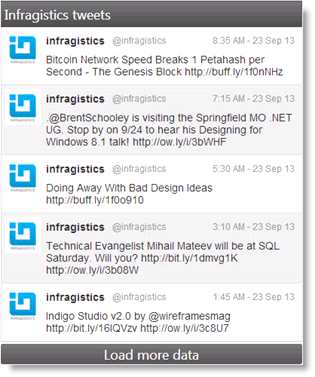 Infragistics tweets
infragistics @infragistics 8:35 AM - 23 Sep 13
Bitcoin Network Speed Breaks 1 Petahash per
Second - The Genesis Block http://buff.ly/1f0nNHz
infragistics @infragistics 7:15 AM - 23 Sep 13
.@BrentSchooley is visiting the Springfield MO .NET
UG. Stop by on 9/24 to hear his Designing for
Windows 8.1 talk! http://ow.ly/i/3bWHF
infragistics @infragistics 5:30 AM - 23 Sep 13
Doing Away With Bad Design Ideas
http://buff.ly/1f0o910
infragistics @infragistics 3:10 AM - 23 Sep 13
Technical Evangelist Mihail Mateev will be at SQL
Saturday. Will you? http://bit.ly/1dmvg1K
http://ow.ly/i/3b08W
infragistics @infragistics 1:45 AM - 23 Sep 13
Indigo Studio v2.0 by @wireframesmag
http://bit.ly/16IQVzv http://ow.ly/i/3c8U7
Load more data